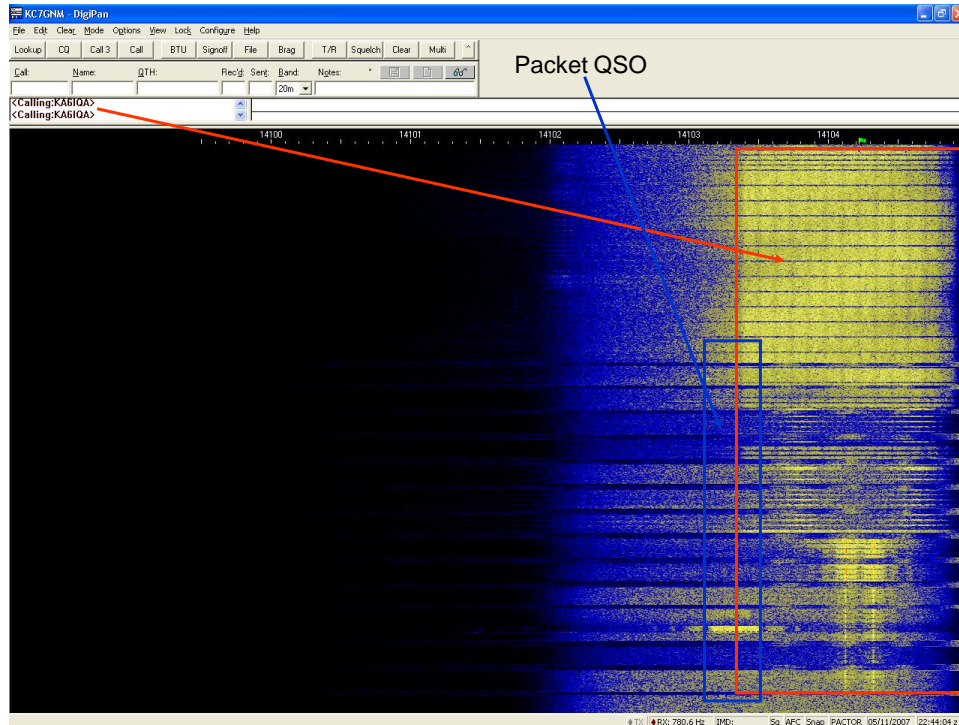 KC7GNM - DigiPan
File Edit Clear Mode Options View Lock Configure Help
Lookup CQ Call 3 Call BTU Signoff File Brag T/R Squelch Clear Multi ^
Call: Name: QTH: Rec'd: Sent: Band: Notes: *
20m
Packet QSO
<Calling:KA6IQA>
<Calling:KA6IQA>
14100 14101 14102 14103 14104
TX RX: 780.6 Hz IMD: Sq AFC Snap PACTOR 05/11/2007 22:44:04 z